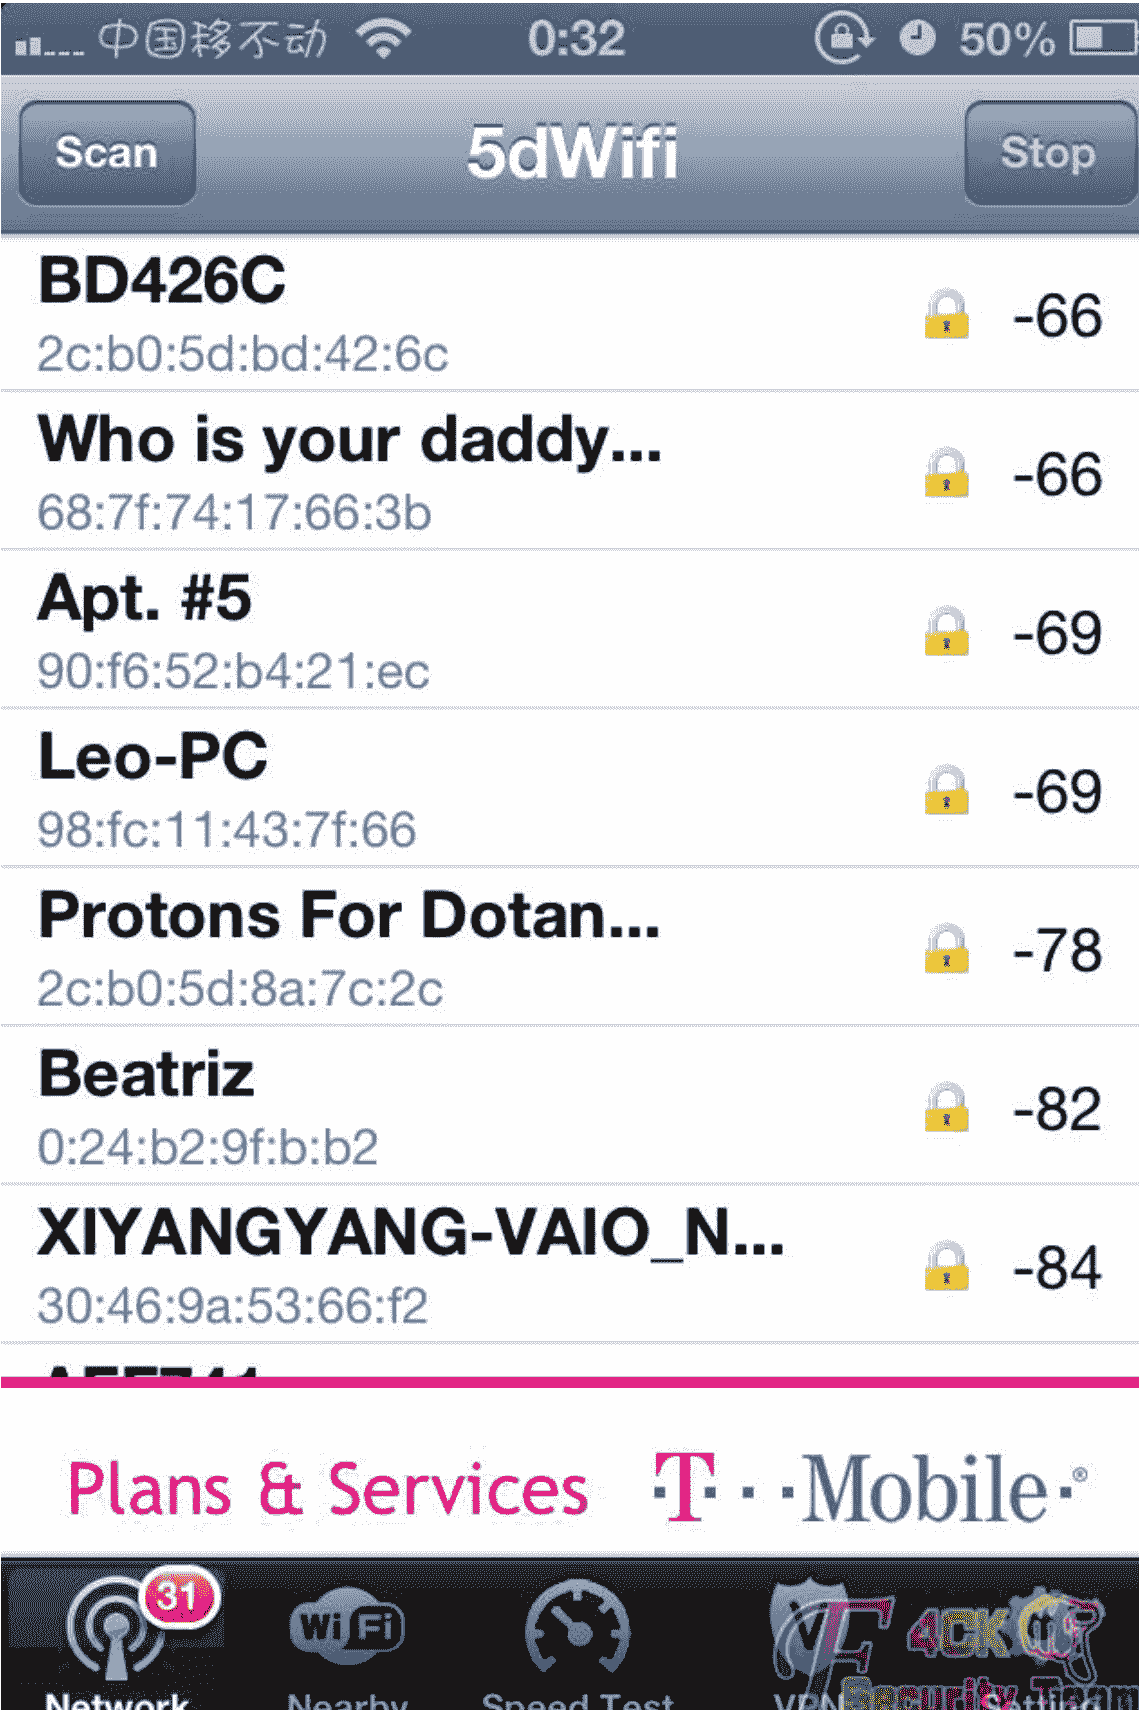 中国移不动 0:32 50%
Scan 5dWifi Stop
BD426C -66
2c:b0:5d:bd:42:6c
Who is your daddy... -66
68:7f:74:17:66:3b
Apt. #5 -69
90:f6:52:b4:21:ec
Leo-PC -69
98:fc:11:43:7f:66
Protons For Dotan... -78
2c:b0:5d:8a:7c:2c
Beatriz -82
0:24:b2:9f:b:b2
XIYANGYANG-VAIO_N... -84
30:46:9a:53:66:f2
Plans & Services T··Mobile·®
31
WiFi
Network Nearby Speed Test VPN
Security Team